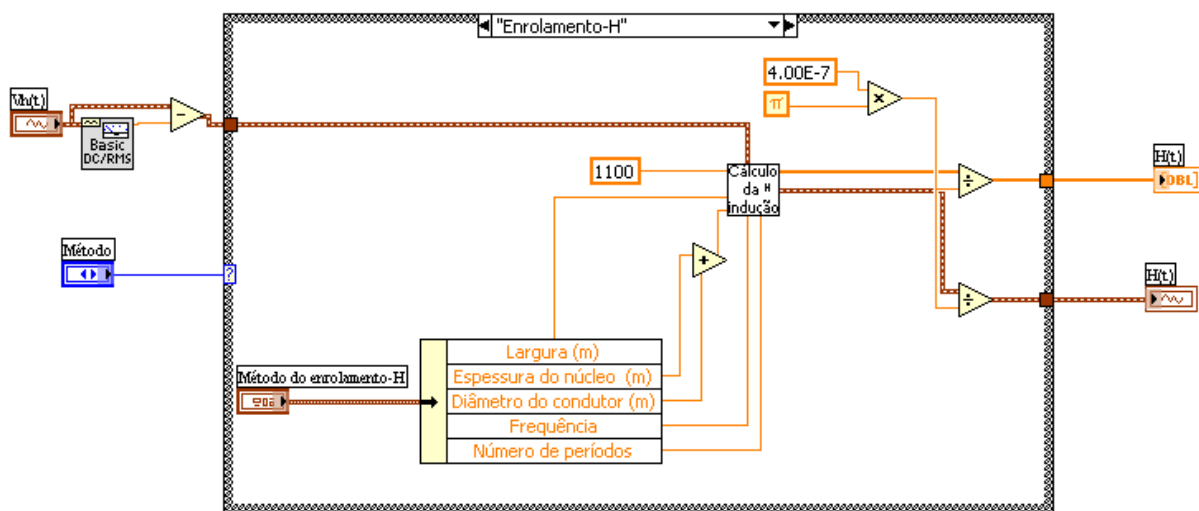 "Enrolamento-H"
Vh(t)
Basic
DC/RMS
4.00E-7
π
×
-
1100
Cálculo
da H
indução
÷
H(t)
DBL]
Método
?
+
÷
H(t)
Largura (m)
Método do enrolamento-H
Espessura do núcleo (m)
Diâmetro do condutor (m)
Frequência
Número de períodos